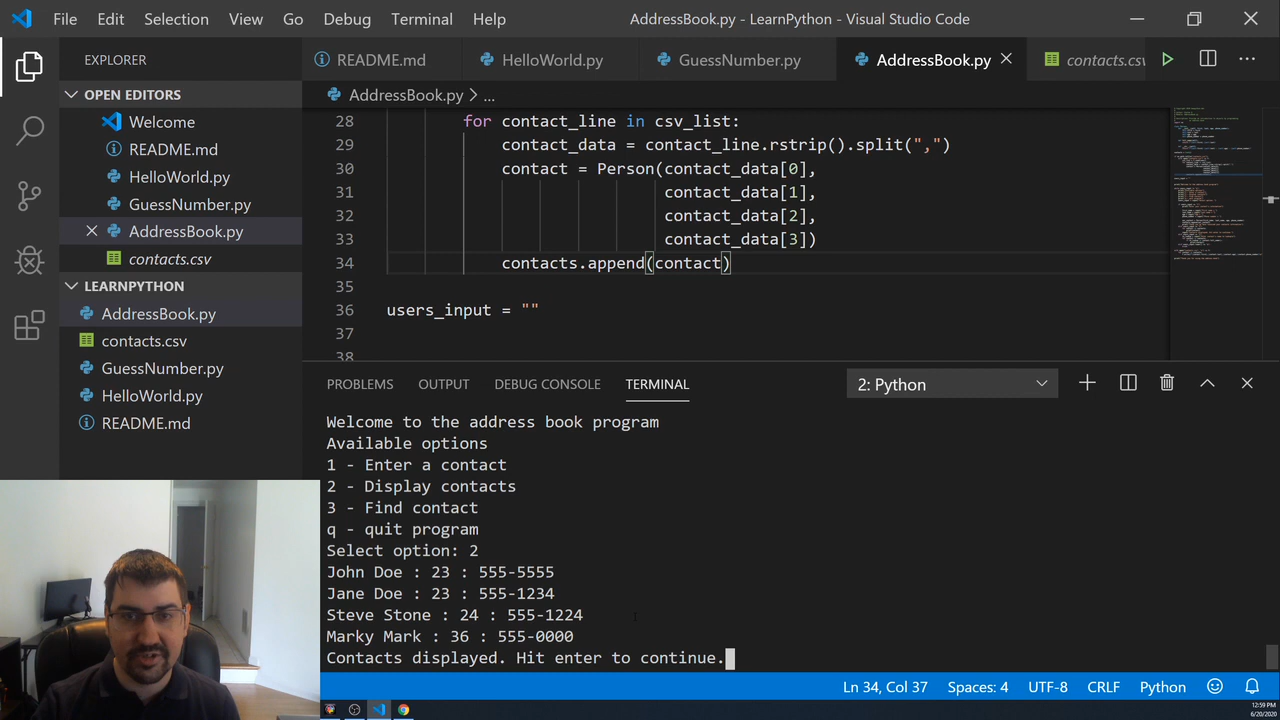 File Edit Selection View Go Debug Terminal Help AddressBook.py - LearnPython - Visual Studio Code
EXPLORER
README.md HelloWorld.py GuessNumber.py AddressBook.py contacts.csv
OPEN EDITORS
Welcome
README.md
HelloWorld.py
GuessNumber.py
AddressBook.py
contacts.csv
LEARNPYTHON
AddressBook.py
contacts.csv
GuessNumber.py
HelloWorld.py
README.md
AddressBook.py > ...
28 for contact_line in csv_list:
29 contact_data = contact_line.rstrip().split(",")
30 contact = Person(contact_data[0],
31 contact_data[1],
32 contact_data[2],
33 contact_data[3])
34 contacts.append(contact)
35
36 users_input = ""
37
38
PROBLEMS OUTPUT DEBUG CONSOLE TERMINAL 2: Python
Welcome to the address book program
Available options
1 - Enter a contact
2 - Display contacts
3 - Find contact
q - quit program
Select option: 2
John Doe : 23 : 555-5555
Jane Doe : 23 : 555-1234
Steve Stone : 24 : 555-1224
Marky Mark : 36 : 555-0000
Contacts displayed. Hit enter to continue.
Ln 34, Col 37 Spaces: 4 UTF-8 CRLF Python
12:59 PM
6/20/2020